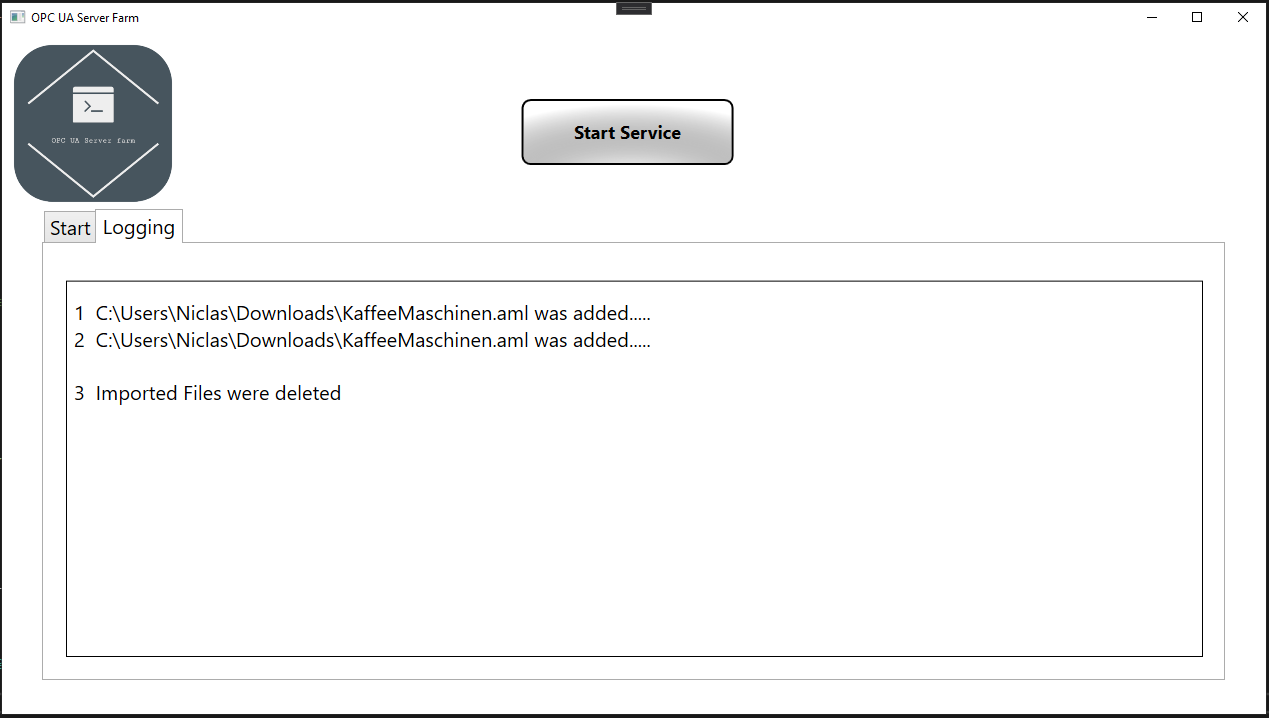 OPC UA Server Farm
>_
OPC UA Server farm
Start Service
Start
Logging
1 C:\Users\Niclas\Downloads\KaffeeMaschinen.aml was added.....
2 C:\Users\Niclas\Downloads\KaffeeMaschinen.aml was added.....
3 Imported Files were deleted